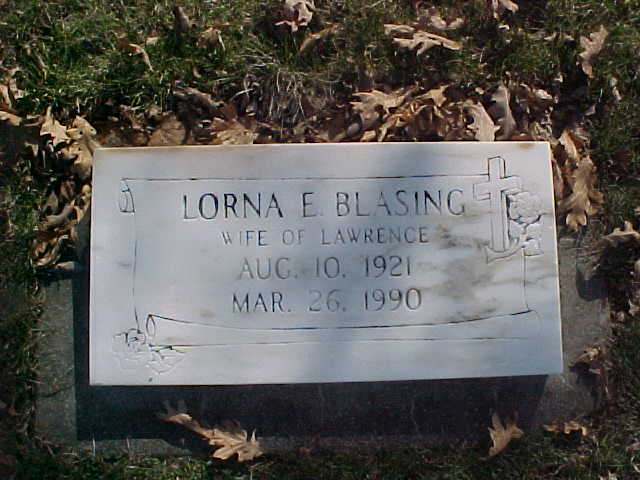 LORNA E. BLASING
WIFE OF LAWRENCE
AUG. 10. 1921
MAR. 26. 1990